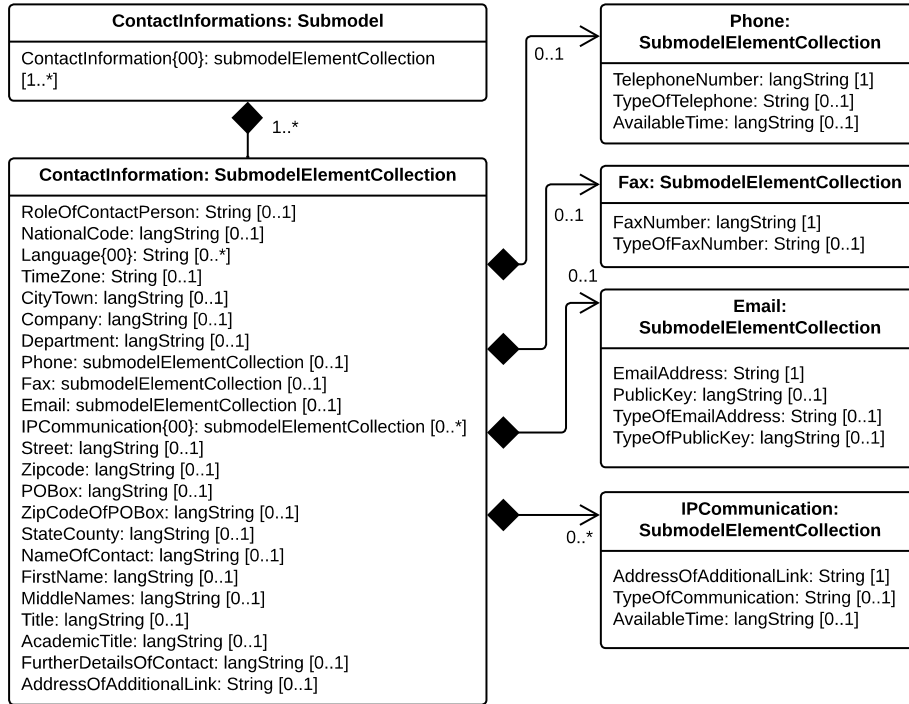 ContactInformations: Submodel
ContactInformation{00}: submodelElementCollection
[1..*]
1..*
ContactInformation: SubmodelElementCollection
RoleOfContactPerson: String [0..1]
NationalCode: langString [0..1]
Language{00}: String [0..*]
TimeZone: String [0..1]
CityTown: langString [0..1]
Company: langString [0..1]
Department: langString [0..1]
Phone: submodelElementCollection [0..1]
Fax: submodelElementCollection [0..1]
Email: submodelElementCollection [0..1]
IPCommunication{00}: submodelElementCollection [0..*]
Street: langString [0..1]
Zipcode: langString [0..1]
POBox: langString [0..1]
ZipCodeOfPOBox: langString [0..1]
StateCounty: langString [0..1]
NameOfContact: langString [0..1]
FirstName: langString [0..1]
MiddleNames: langString [0..1]
Title: langString [0..1]
AcademicTitle: langString [0..1]
FurtherDetailsOfContact: langString [0..1]
AddressOfAdditionalLink: String [0..1]
0..1
Phone:
SubmodelElementCollection
TelephoneNumber: langString [1]
TypeOfTelephone: String [0..1]
AvailableTime: langString [0..1]
0..1
Fax: SubmodelElementCollection
FaxNumber: langString [1]
TypeOfFaxNumber: String [0..1]
0..1
Email:
SubmodelElementCollection
EmailAddress: String [1]
PublicKey: langString [0..1]
TypeOfEmailAddress: String [0..1]
TypeOfPublicKey: langString [0..1]
0..*
IPCommunication:
SubmodelElementCollection
AddressOfAdditionalLink: String [1]
TypeOfCommunication: String [0..1]
AvailableTime: langString [0..1]